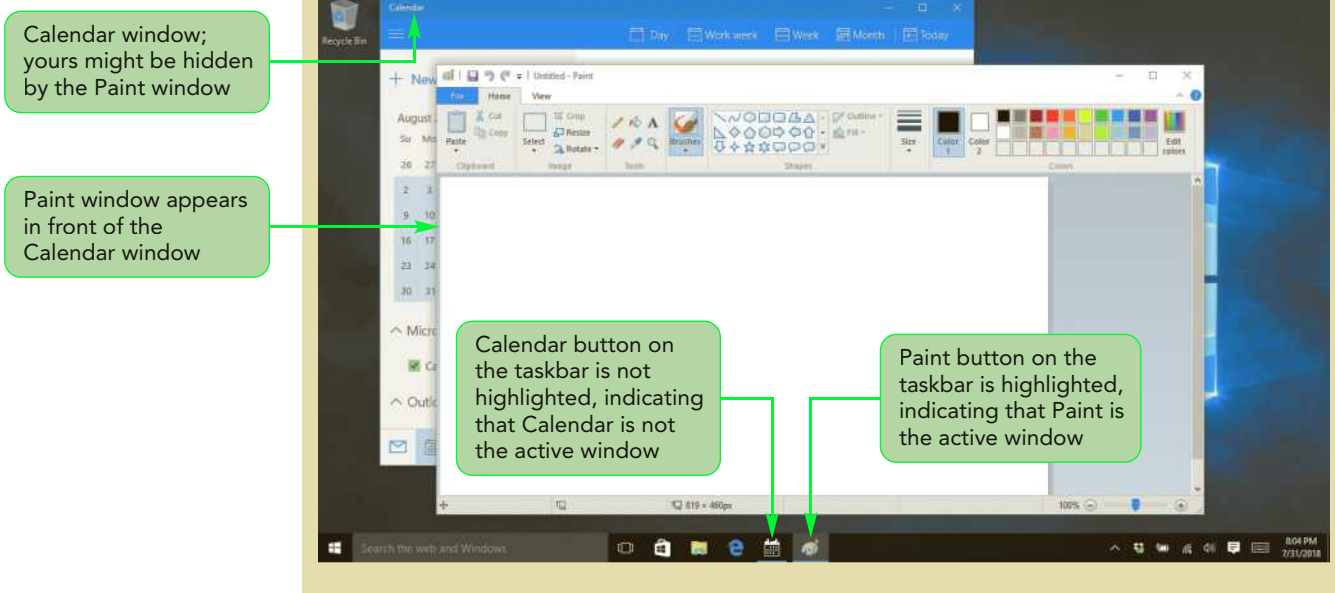 Calendar window;
yours might be hidden
by the Paint window
Paint window appears
in front of the
Calendar window
Calendar button on
the taskbar is not
highlighted, indicating
that Calendar is not
the active window
Paint button on the
taskbar is highlighted,
indicating that Paint is
the active window
Recycle Bin
Calendar
Day Work week Week Month Today
New
August
Su Mo
26 27
2 3
9 10
16 17
23 24
30 31
Micro
Ca
Outlo
Untitled - Paint
File Home View
Paste
Cut
Copy
Clipboard
Select
Crop
Resize
Rotate
Image
Tools
Brushes
Outline
Fill
Shapes
Size
Color
1
Color
2
Edit
colors
Colors
819 × 460px
100%
Search the web and Windows
8:04 PM
7/31/2018